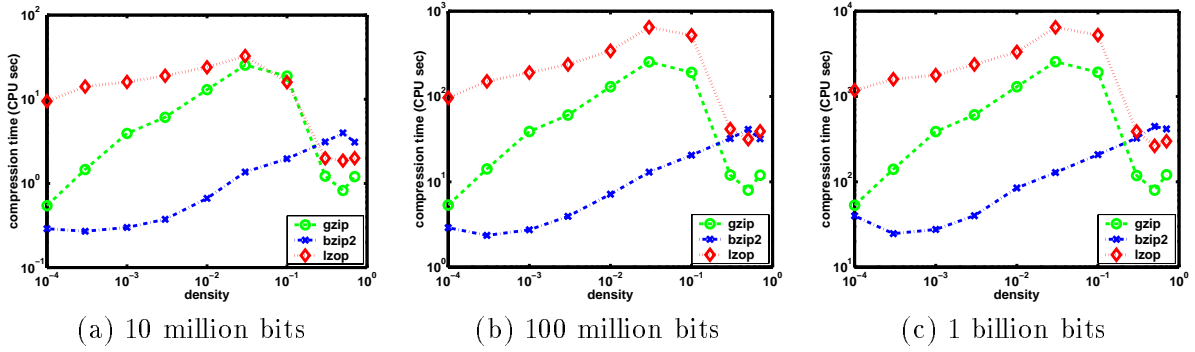 10^2
10^1
10^0
10^−1
compression time (CPU sec)
10^−4
10^−3
10^−2
10^−1
10^0
density
gzip
bzip2
lzop
(a) 10 million bits
10^3
10^2
10^1
10^0
compression time (CPU sec)
10^−4
10^−3
10^−2
10^−1
10^0
density
gzip
bzip2
lzop
(b) 100 million bits
10^4
10^3
10^2
10^1
compression time (CPU sec)
10^−4
10^−3
10^−2
10^−1
10^0
density
gzip
bzip2
lzop
(c) 1 billion bits